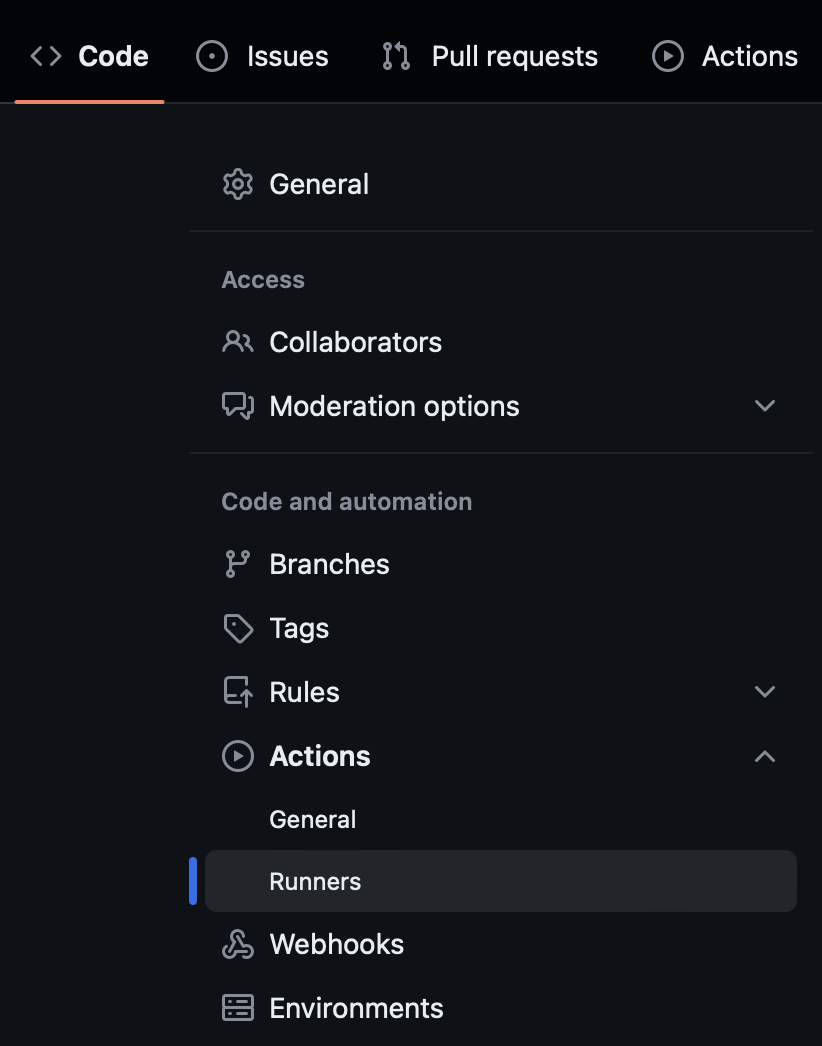 Code Issues Pull requests Actions
General
Access
Collaborators
Moderation options
Code and automation
Branches
Tags
Rules
Actions
General
Runners
Webhooks
Environments